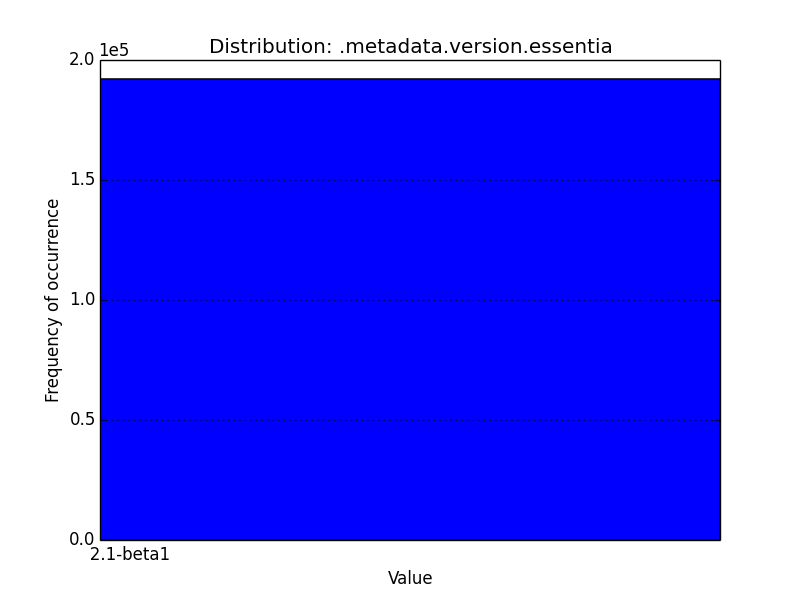 Distribution: .metadata.version.essentia
1e5
2.0
1.5
1.0
0.5
0.0
Frequency of occurrence
2.1-beta1
Value